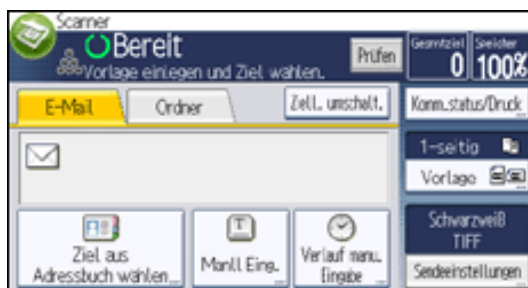 Scanner
Bereit
Vorlage einlegen und Ziel wählen.
Prüfen
Gesamtziel
0
Speicher
100%
E-Mail
Ordner
Zell. umschalt.
Komm.status/Druck
1-seitig
Vorlage
Ziel aus
Adressbuch wählen
Manll Eing.
Verlauf manu.
Eingabe
Schwarzweiß
TIFF
Sendeeinstellungen